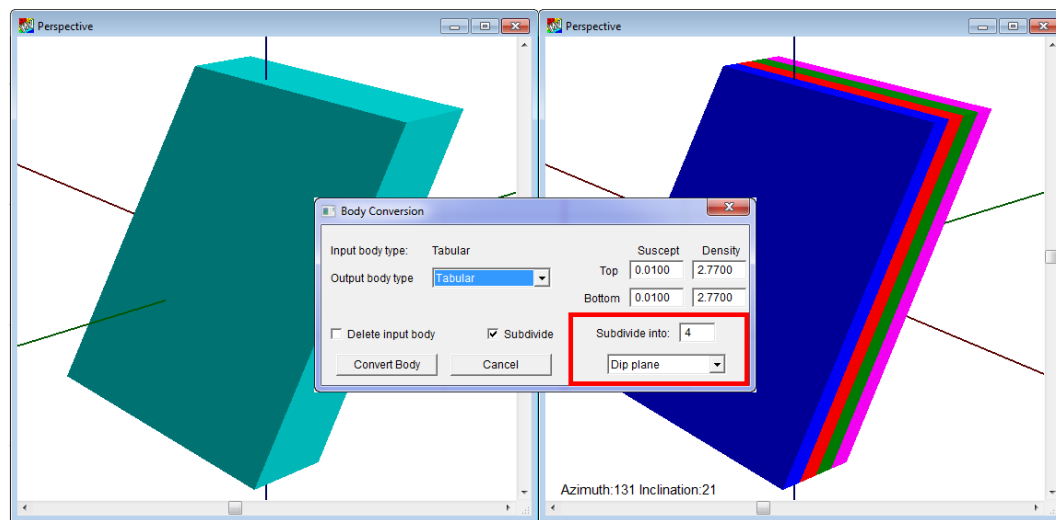 Perspective
Perspective
Body Conversion
Input body type: Tabular
Suscept Density
Output body type Tabular
Top 0.0100 2.7700
Bottom 0.0100 2.7700
Delete input body Subdivide
Subdivide into: 4
Convert Body Cancel
Dip plane
Azimuth:131 Inclination:21